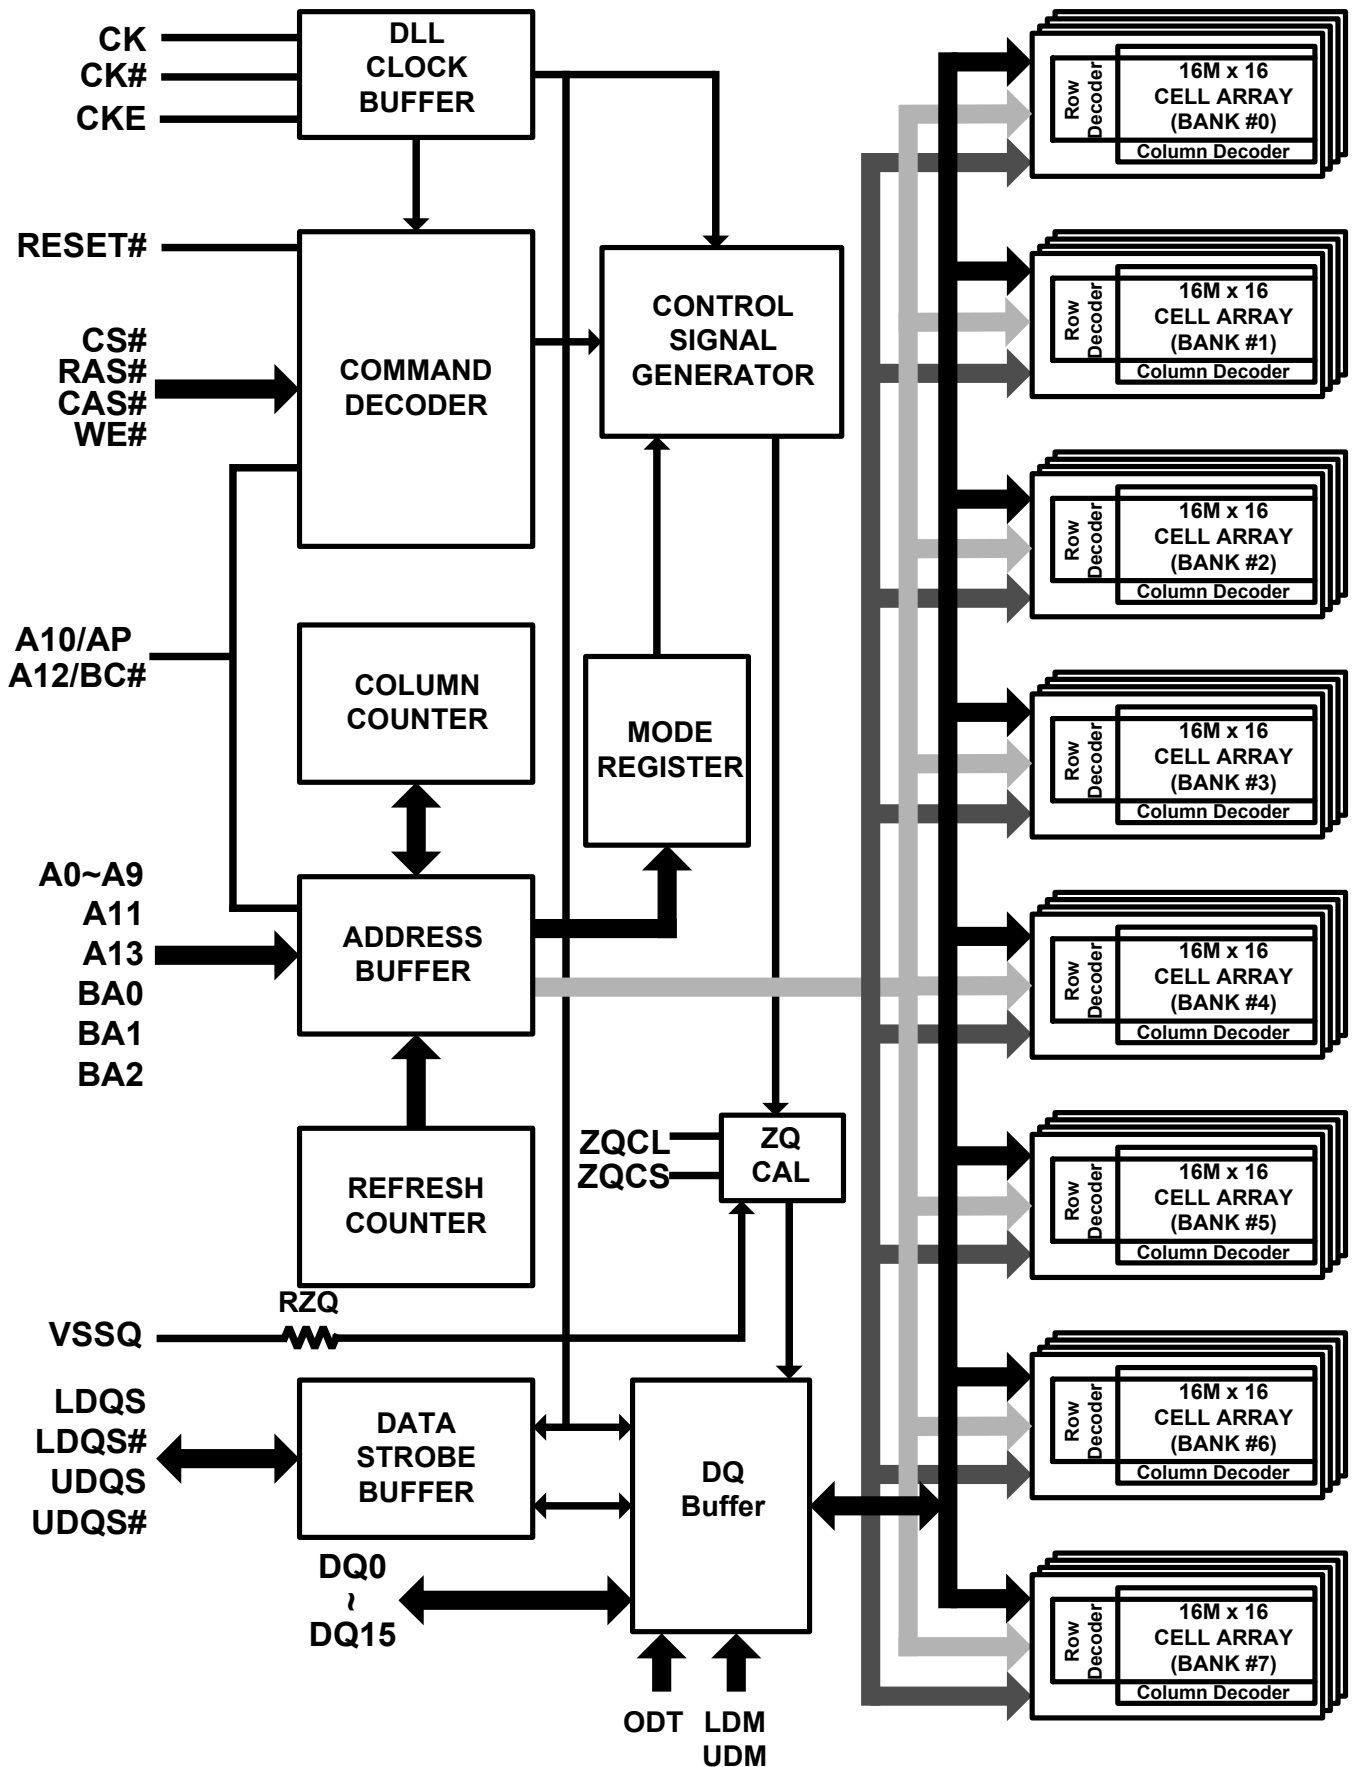 CK
CK#
CKE
DLL
CLOCK
BUFFER
RESET#
CS#
RAS#
CAS#
WE#
COMMAND
DECODER
CONTROL
SIGNAL
GENERATOR
A10/AP
A12/BC#
COLUMN
COUNTER
MODE
REGISTER
A0~A9
A11
A13
BA0
BA1
BA2
ADDRESS
BUFFER
REFRESH
COUNTER
ZQCL
ZQCS
ZQ
CAL
RZQ
VSSQ
LDQS
LDQS#
UDQS
UDQS#
DATA
STROBE
BUFFER
DQ
Buffer
DQ0
~
DQ15
ODT
LDM
UDM
Row
Decoder
16M x 16
CELL ARRAY
(BANK #0)
Column Decoder
Row
Decoder
16M x 16
CELL ARRAY
(BANK #1)
Column Decoder
Row
Decoder
16M x 16
CELL ARRAY
(BANK #2)
Column Decoder
Row
Decoder
16M x 16
CELL ARRAY
(BANK #3)
Column Decoder
Row
Decoder
16M x 16
CELL ARRAY
(BANK #4)
Column Decoder
Row
Decoder
16M x 16
CELL ARRAY
(BANK #5)
Column Decoder
Row
Decoder
16M x 16
CELL ARRAY
(BANK #6)
Column Decoder
Row
Decoder
16M x 16
CELL ARRAY
(BANK #7)
Column Decoder